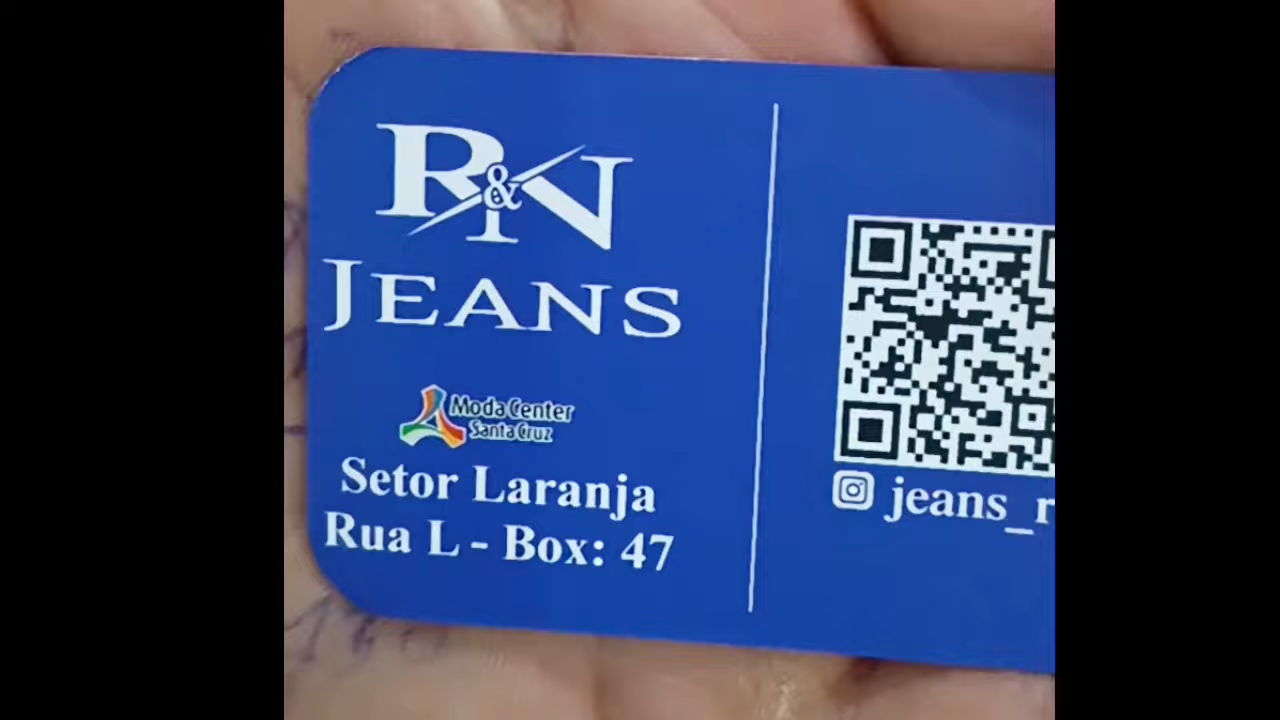 R&N
JEANS
Moda Center
Santa Cruz
Setor Laranja
Rua L - Box: 47
jeans_r